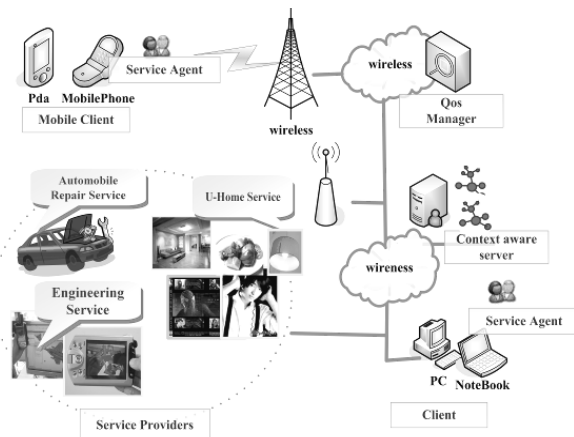 Service Agent
wireless
Pda MobilePhone
Mobile Client
wireless
Qos
Manager
Automobile
Repair Service
U-Home Service
Context aware
server
wireness
Engineering
Service
Service Agent
PC NoteBook
Service Providers
Client